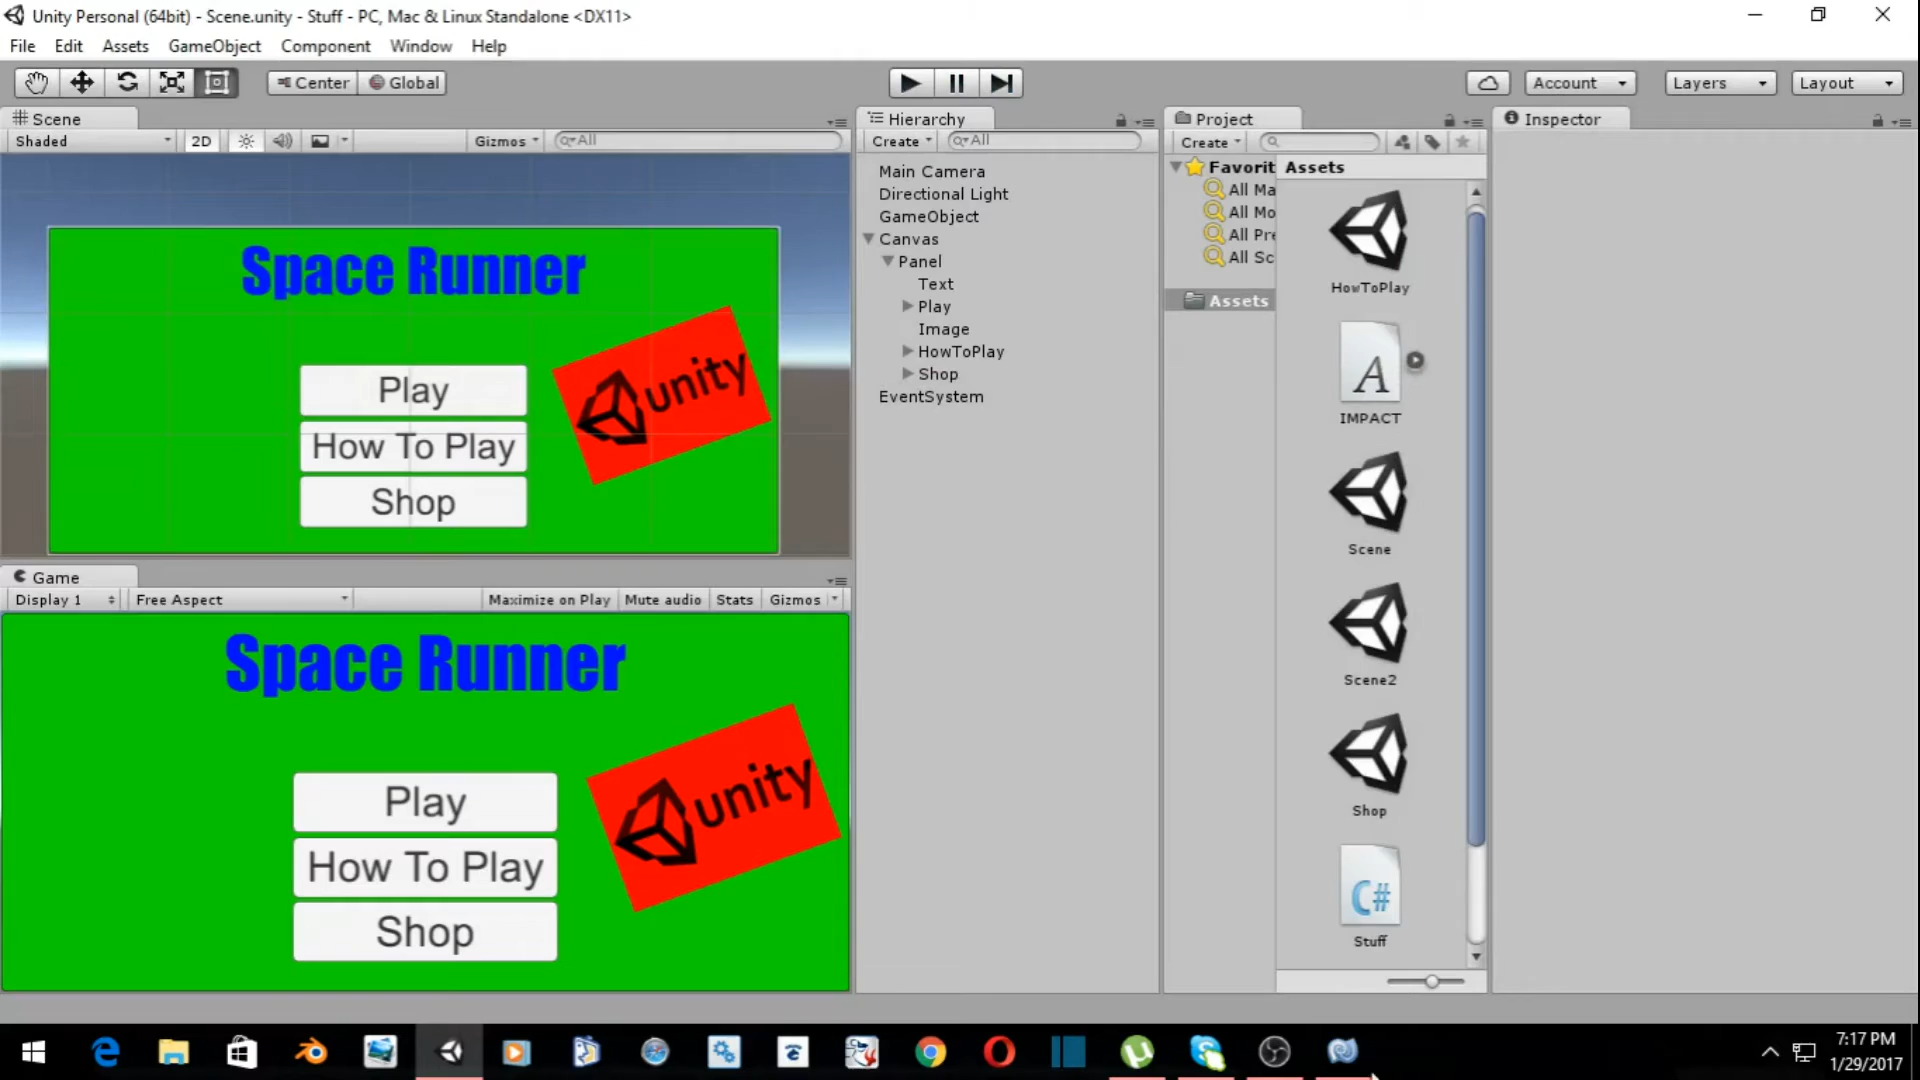 Unity Personal (64bit) - Scene.unity - Stuff - PC, Mac & Linux Standalone <DX11>
File Edit Assets GameObject Component Window Help
Center Global Account Layers Layout
Scene
Shaded 2D Gizmos All
Space Runner
Play
How To Play
Shop
unity
Game
Display 1 Free Aspect Maximize on Play Mute audio Stats Gizmos
Space Runner
Play
How To Play
Shop
unity
Hierarchy
Create All
Main Camera
Directional Light
GameObject
Canvas
Panel
Text
Play
Image
HowToPlay
Shop
EventSystem
Project
Create
Favorit
All Ma
All Mo
All Pre
All Sc
Assets
Assets
HowToPlay
A
IMPACT
Scene
Scene2
Shop
C#
Stuff
Inspector
7:17 PM
1/29/2017